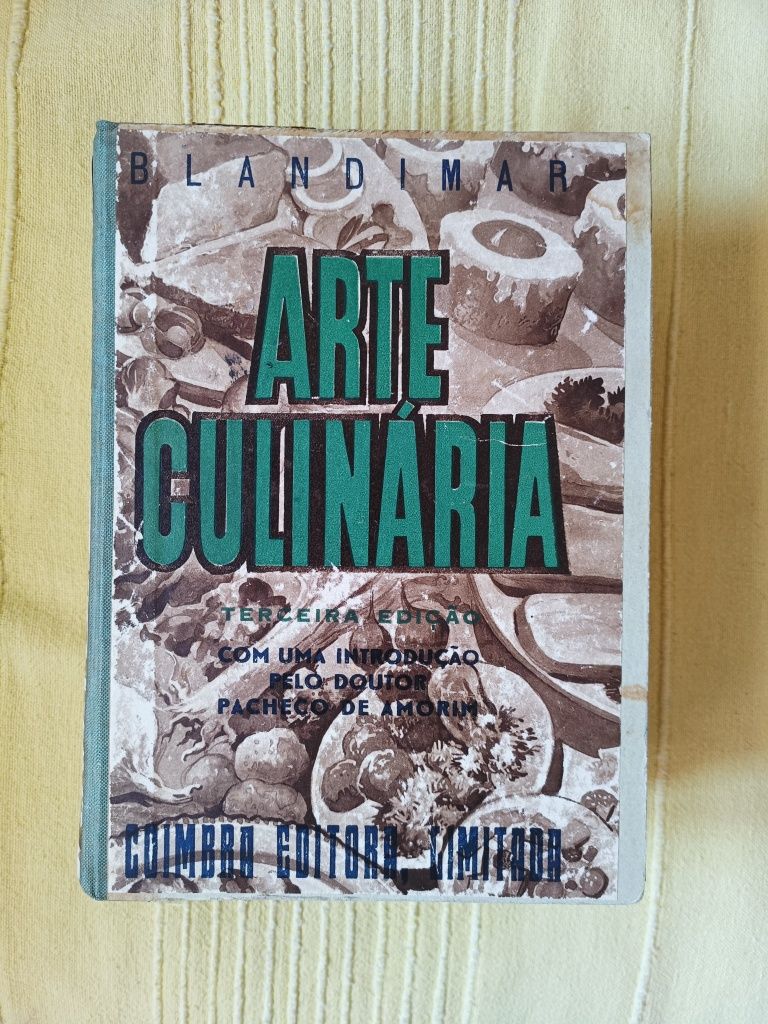 BLANDIMAR
ARTE
CULINÁRIA
TERCEIRA EDIÇÃO
COM UMA INTRODUÇÃO
PELO DOUTOR
PACHECO DE AMORIM
COIMBRA EDITORA, LIMITADA